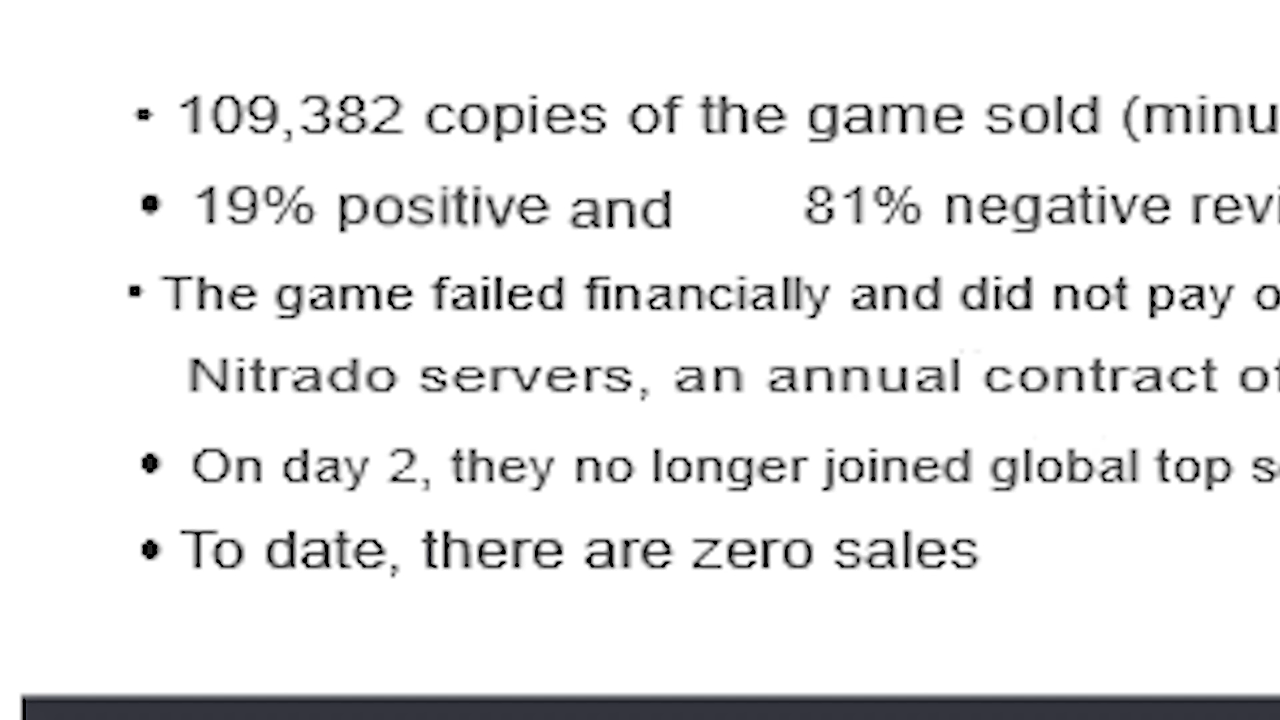 • 109,382 copies of the game sold (minu
• 19% positive and 81% negative revi
• The game failed financially and did not pay o
Nitrado servers, an annual contract of
• On day 2, they no longer joined global top s
• To date, there are zero sales